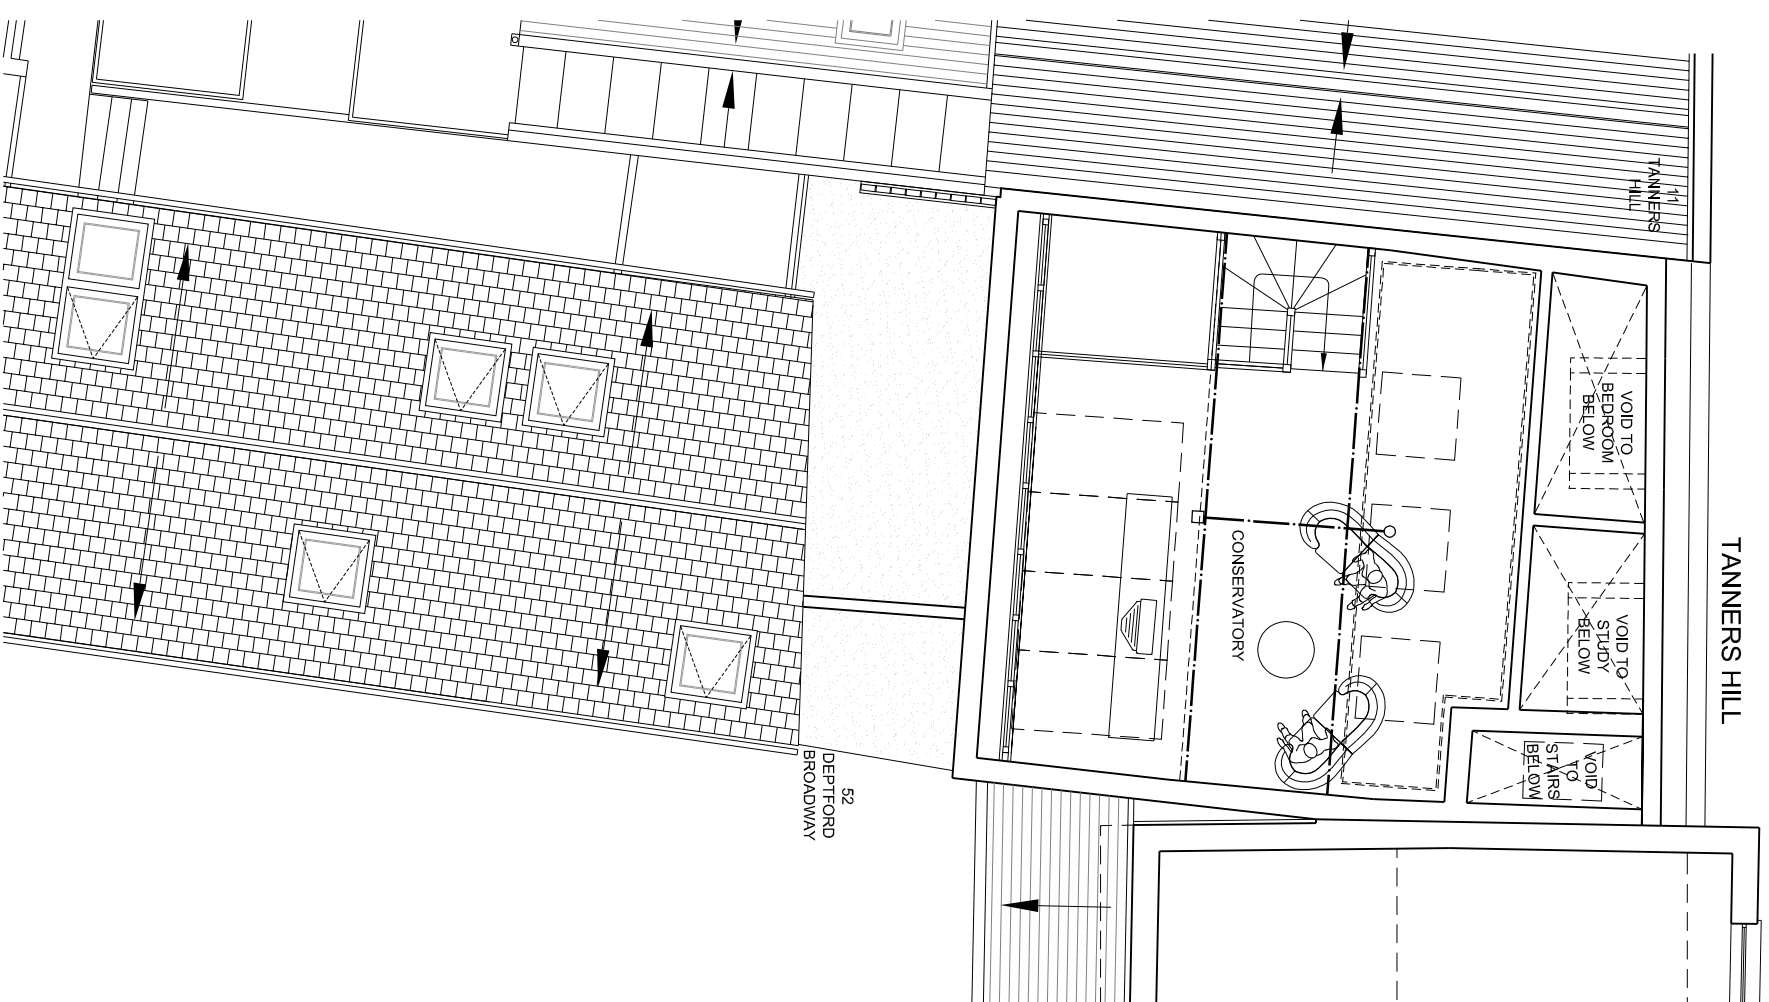 11
TANNERS
HILL
VOID TO
BEDROOM
BELOW
TANNERS HILL
CONSERVATORY
VOID TO
STUDY
BELOW
VOID
TO
STAIRS
BELOW
52
DEPTFORD
BROADWAY